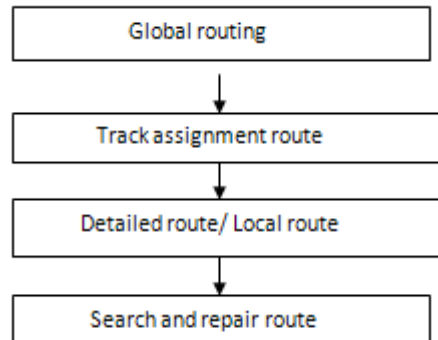 Global routing
Track assignment route
Detailed route/ Local route
Search and repair route